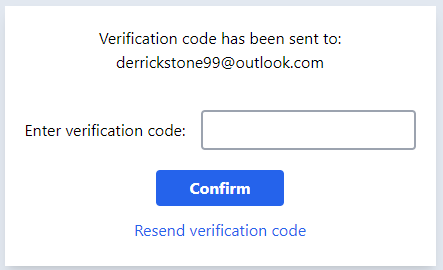 Verification code has been sent to:
derrickstone99@outlook.com
Enter verification code:
Confirm
Resend verification code